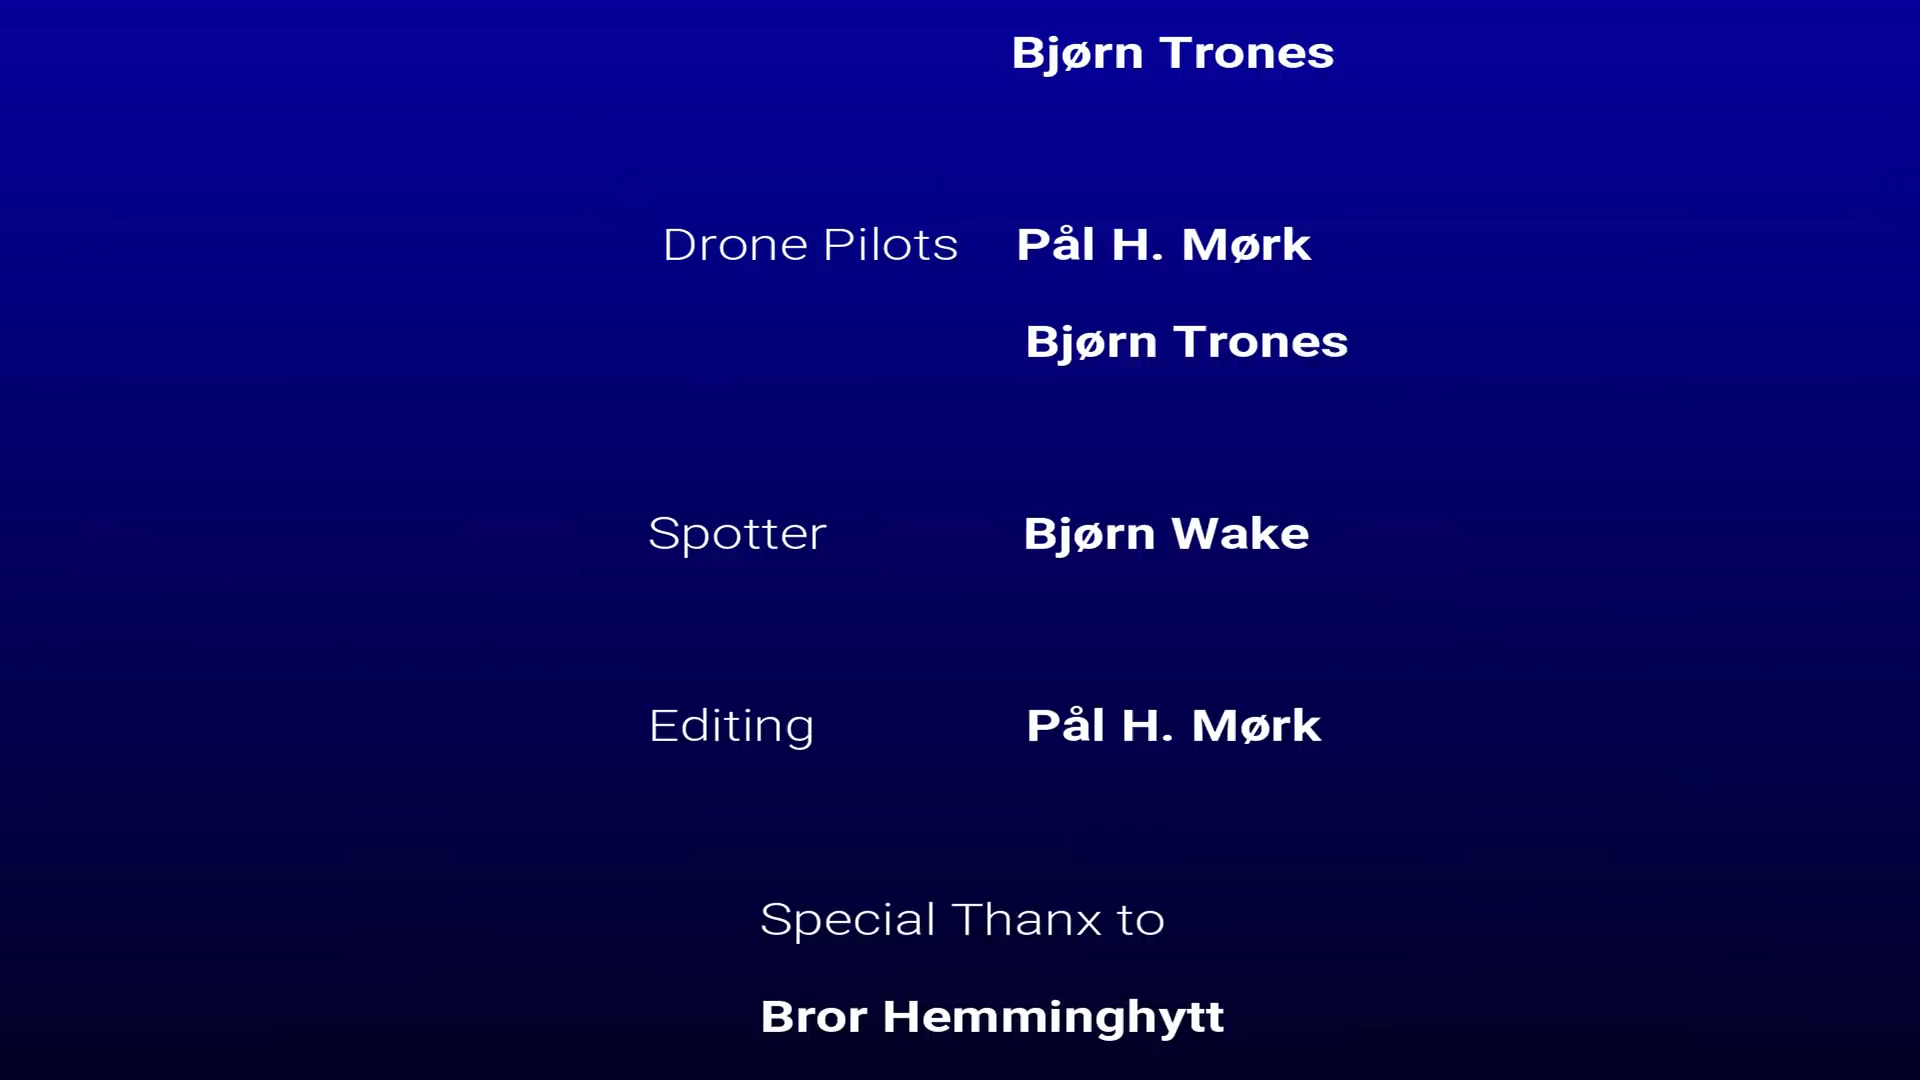 Bjørn Trones
Drone Pilots Pål H. Mørk
Bjørn Trones
Spotter Bjørn Wake
Editing Pål H. Mørk
Special Thanx to
Bror Hemminghytt